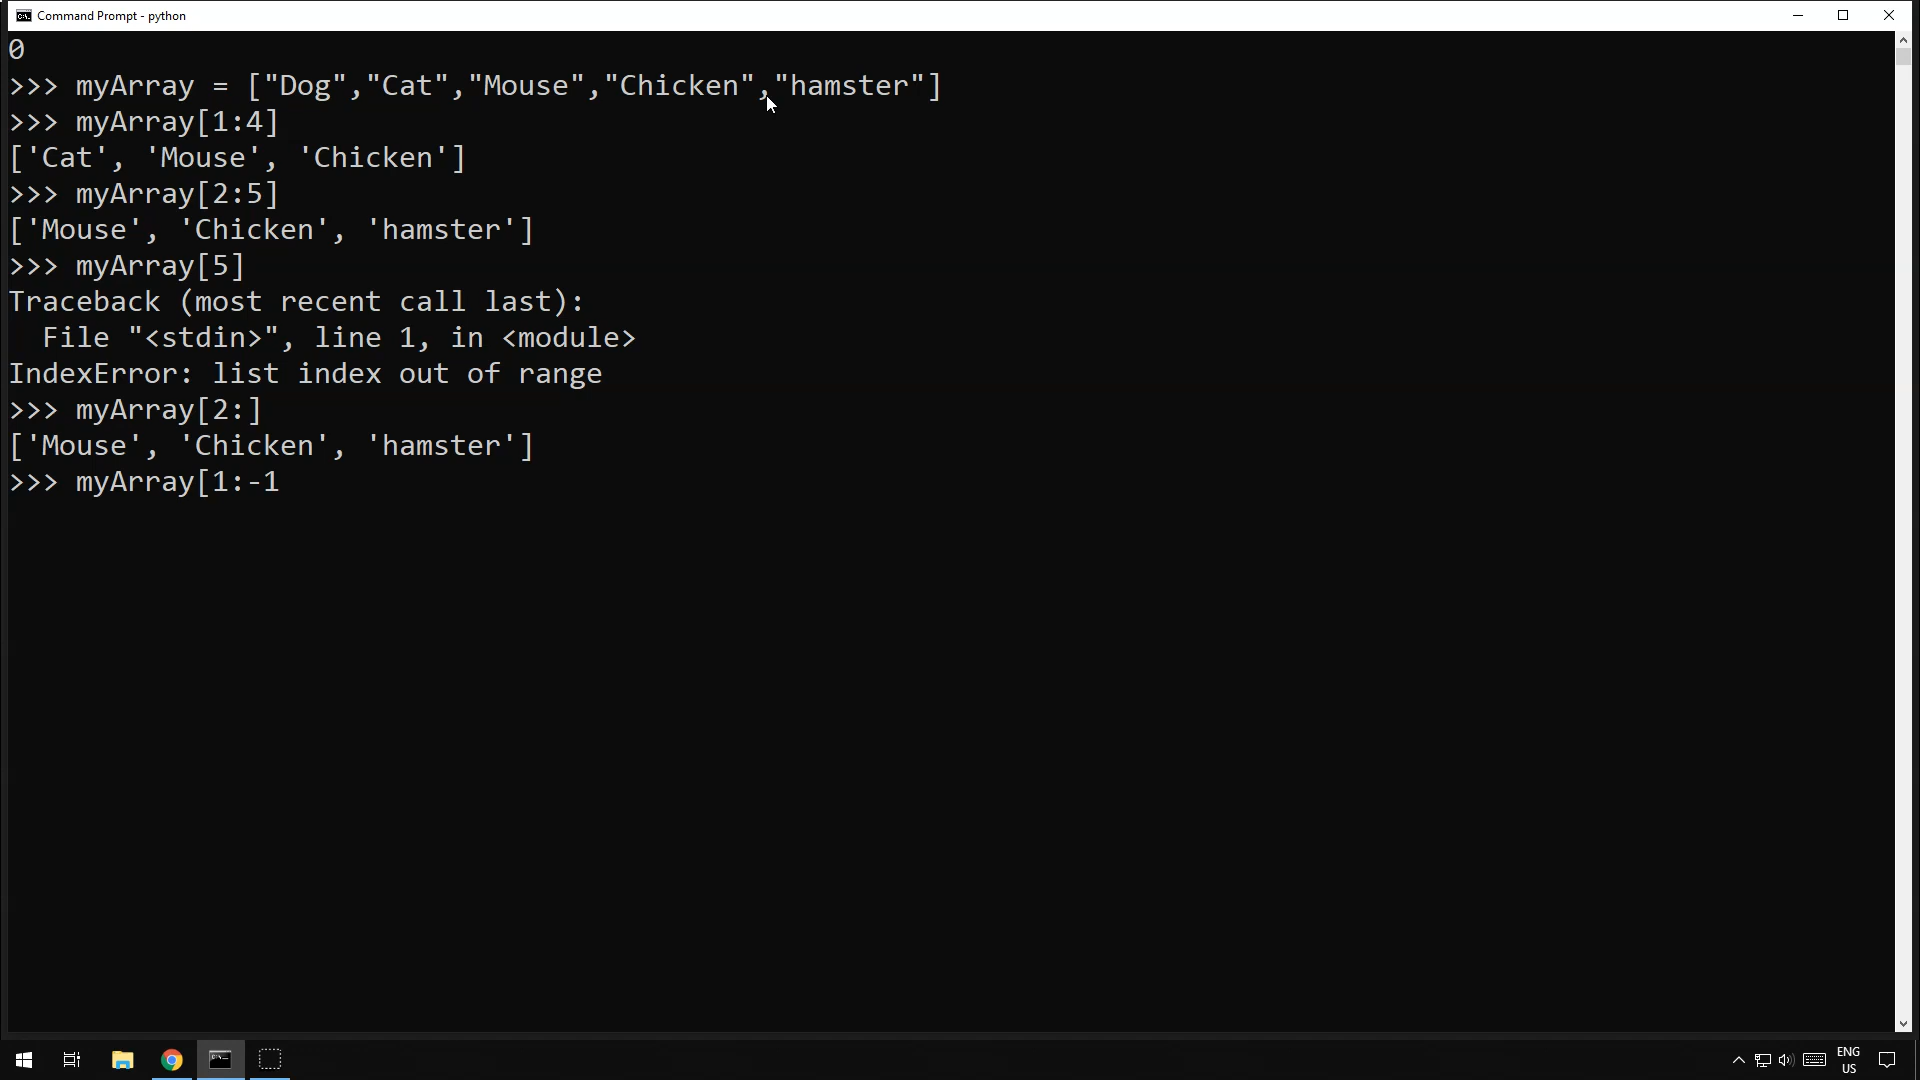 Command Prompt - python
0
>>> myArray = ["Dog","Cat","Mouse","Chicken","hamster"]
>>> myArray[1:4]
['Cat', 'Mouse', 'Chicken']
>>> myArray[2:5]
['Mouse', 'Chicken', 'hamster']
>>> myArray[5]
Traceback (most recent call last):
  File "<stdin>", line 1, in <module>
IndexError: list index out of range
>>> myArray[2:]
['Mouse', 'Chicken', 'hamster']
>>> myArray[1:-1
ENG
US